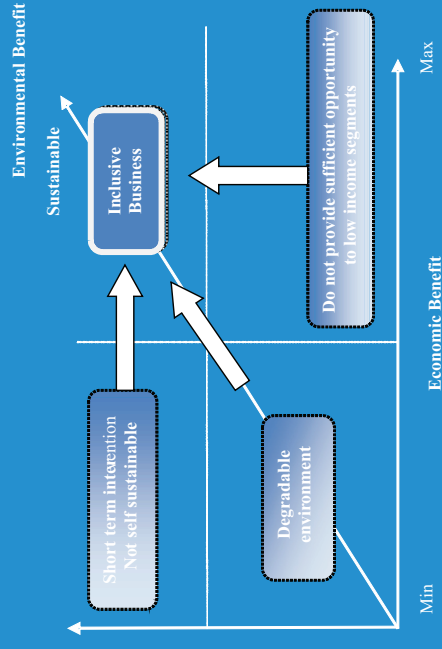 Environmental Benefit
Sustainable
Short term intevention
Not self sustainable
Inclusive
Business
Degradable
environment
Do not provide sufficient opportunity
to low income segments
Min
Max
Economic Benefit